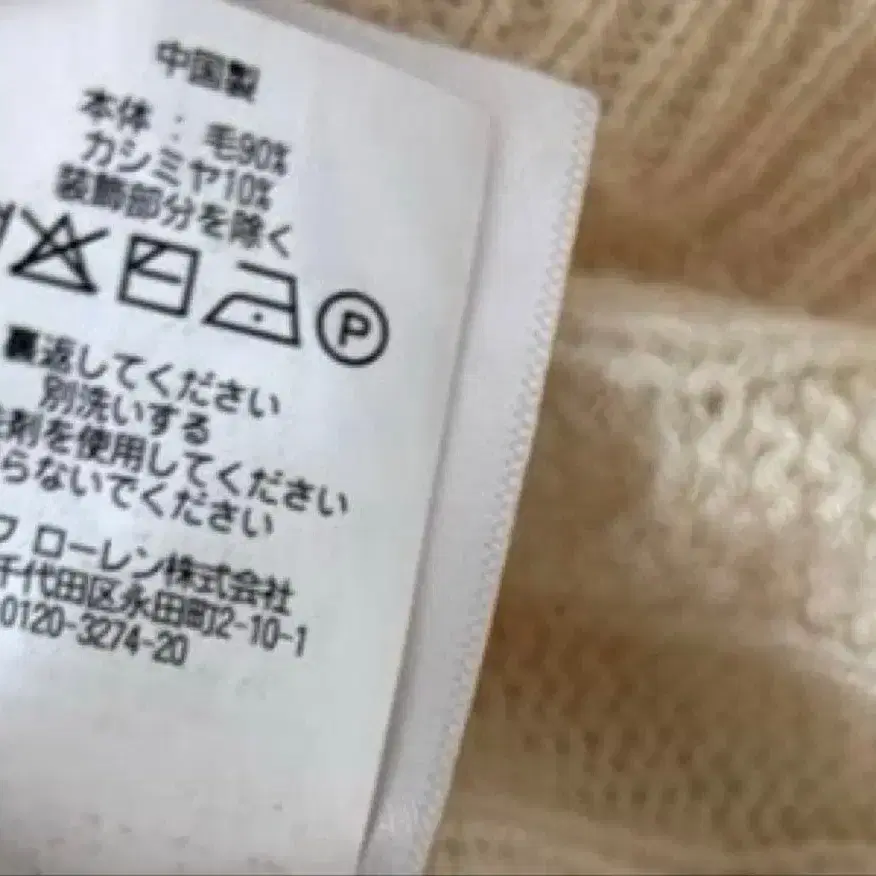 中国製
本体 : 毛90%
カシミヤ10%
装飾部分を除く
P
裏返してください
別洗いする
剤を使用してください
らないでください
フ ローレン株式会社
千代田区永田町2-10-1
0120-3274-20